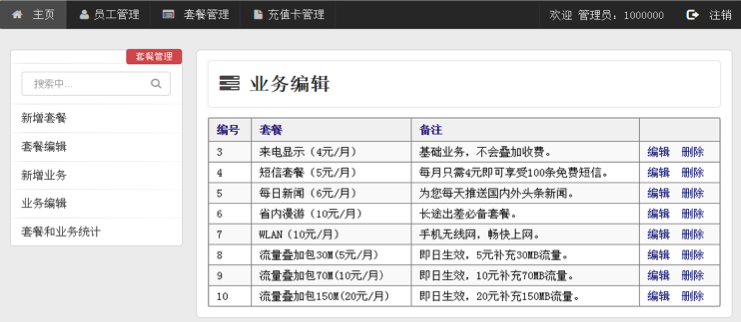 主页 员工管理 套餐管理 充值卡管理 欢迎 管理员：1000000 注销
套餐管理
搜索中...
新增套餐
套餐编辑
新增业务
业务编辑
套餐和业务统计
业务编辑
编号 套餐 备注
3 来电显示（4元/月） 基础业务，不会叠加收费。 编辑 删除
4 短信套餐（5元/月） 每月只需4元即可享受100条免费短信。 编辑 删除
5 每日新闻（6元/月） 为您每天推送国内外头条新闻。 编辑 删除
6 省内漫游（10元/月） 长途出差必备套餐。 编辑 删除
7 WLAN（10元/月） 手机无线网，畅快上网。 编辑 删除
8 流量叠加包30M(5元/月） 即日生效，5元补充30MB流量。 编辑 删除
9 流量叠加包70M(10元/月） 即日生效，10元补充70MB流量。 编辑 删除
10 流量叠加包150M(20元/月） 即日生效，20元补充150MB流量。 编辑 删除